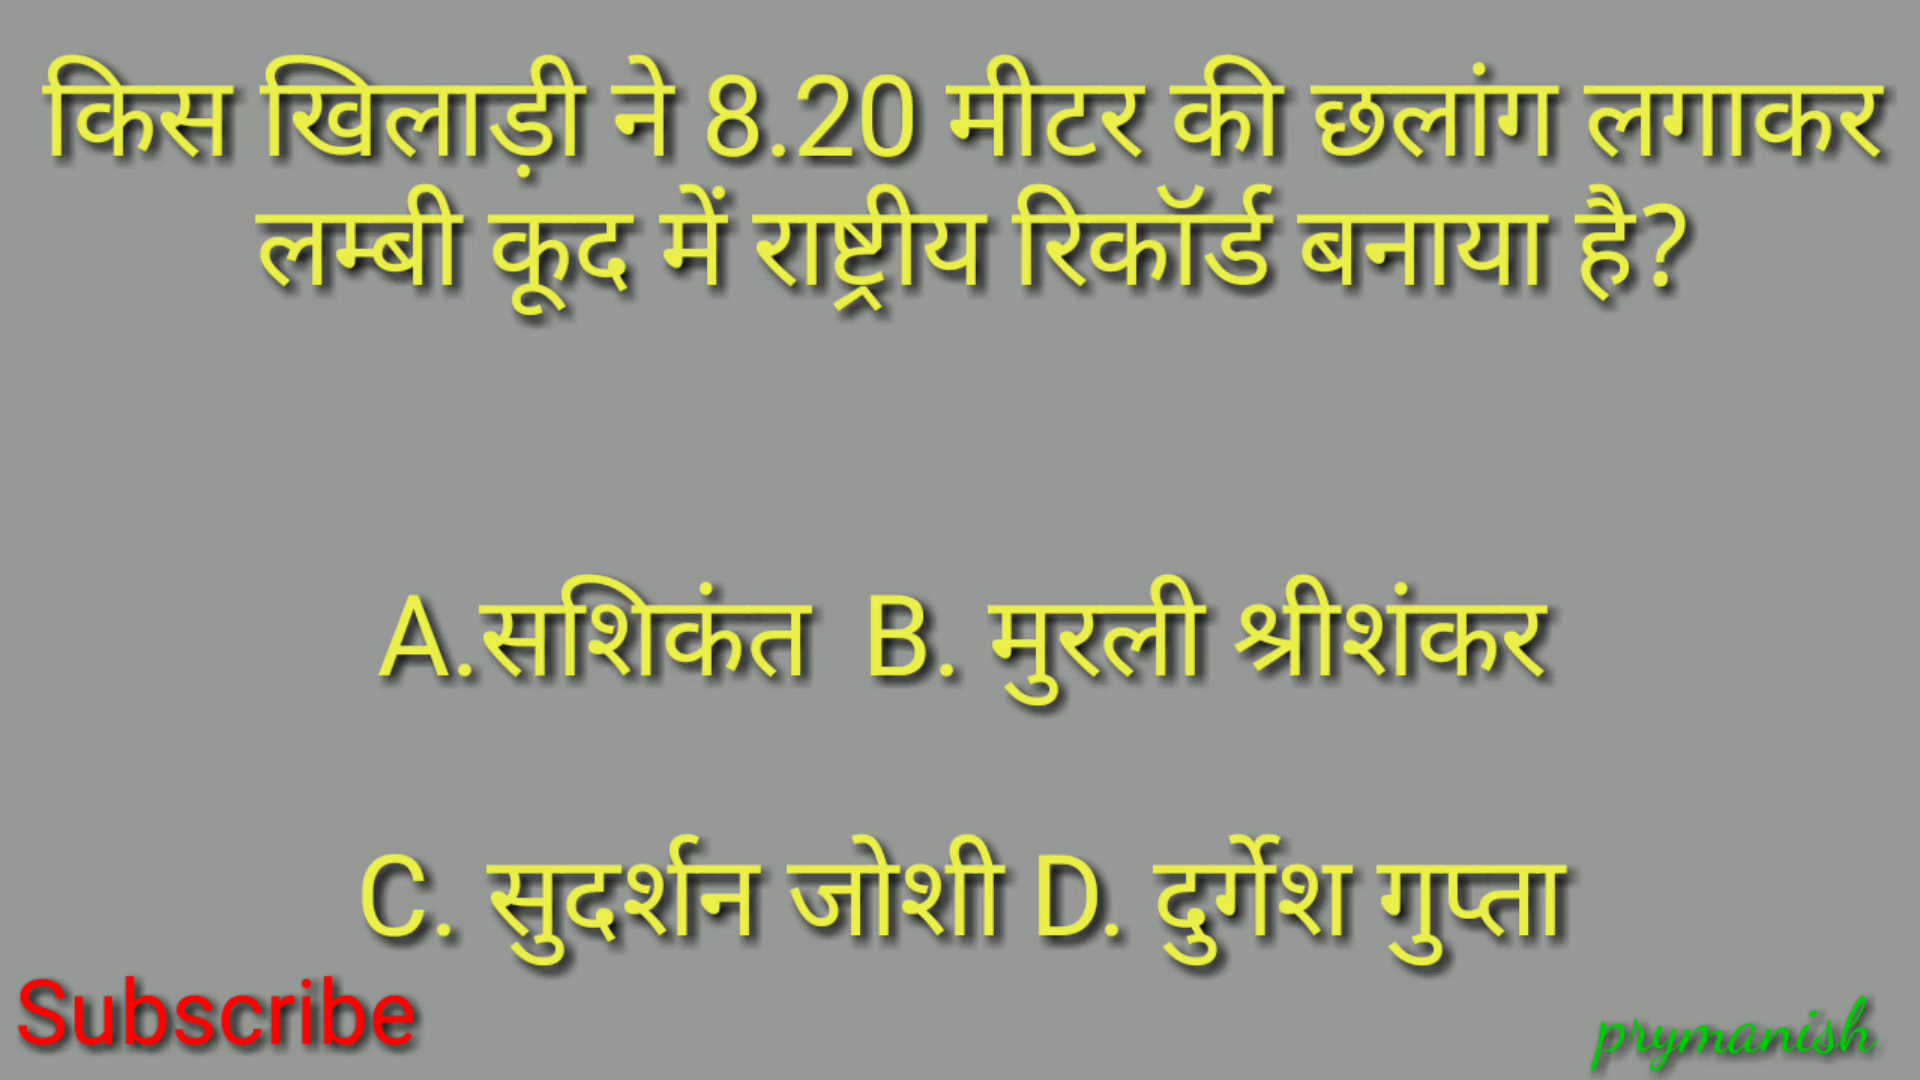 किस खिलाड़ी ने 8.20 मीटर की छलांग लगाकर
लम्बी कूद में राष्ट्रीय रिकॉर्ड बनाया है?
A.सशिकंत  B. मुरली श्रीशंकर
C. सुदर्शन जोशी D. दुर्गेश गुप्ता
Subscribe
prymanish